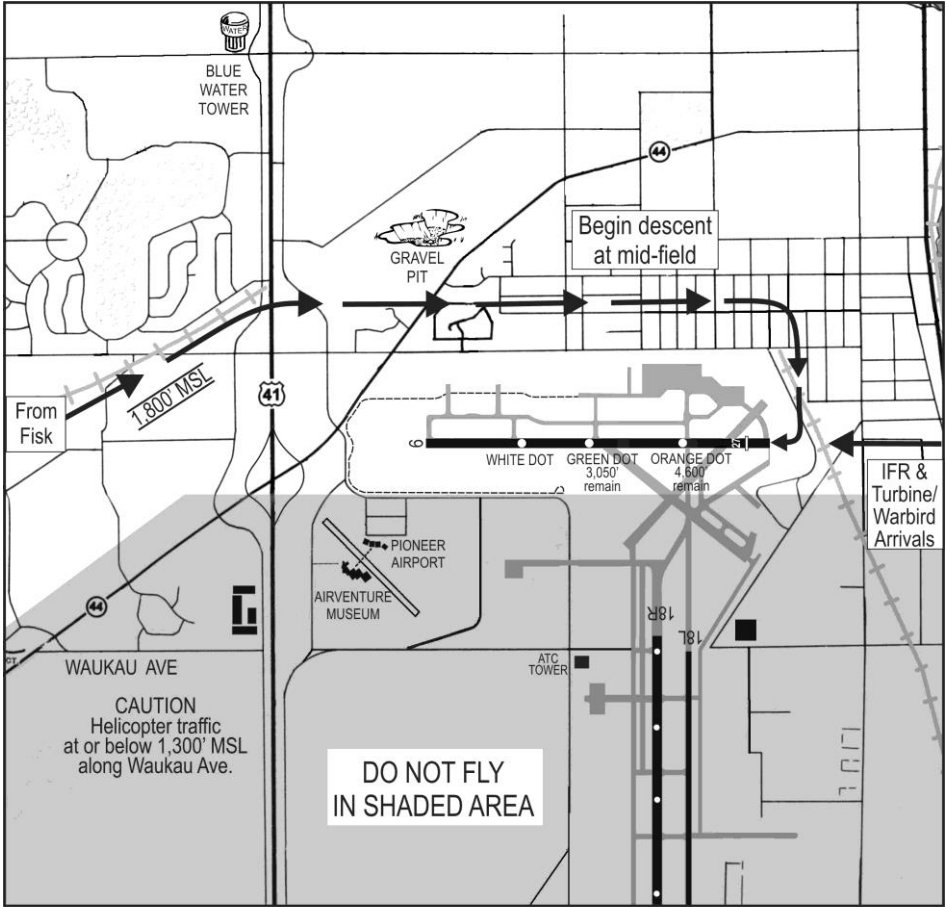 WATER
BLUE
WATER
TOWER
44
Begin descent
at mid-field
GRAVEL
PIT
1,800' MSL
41
From
Fisk
9
27
WHITE DOT
GREEN DOT
3,050'
remain
ORANGE DOT
4,600'
remain
IFR &
Turbine/
Warbird
Arrivals
PIONEER
AIRPORT
AIRVENTURE
MUSEUM
44
18R
18L
CT.
WAUKAU AVE
ATC
TOWER
CAUTION
Helicopter traffic
at or below 1,300' MSL
along Waukau Ave.
DO NOT FLY
IN SHADED AREA